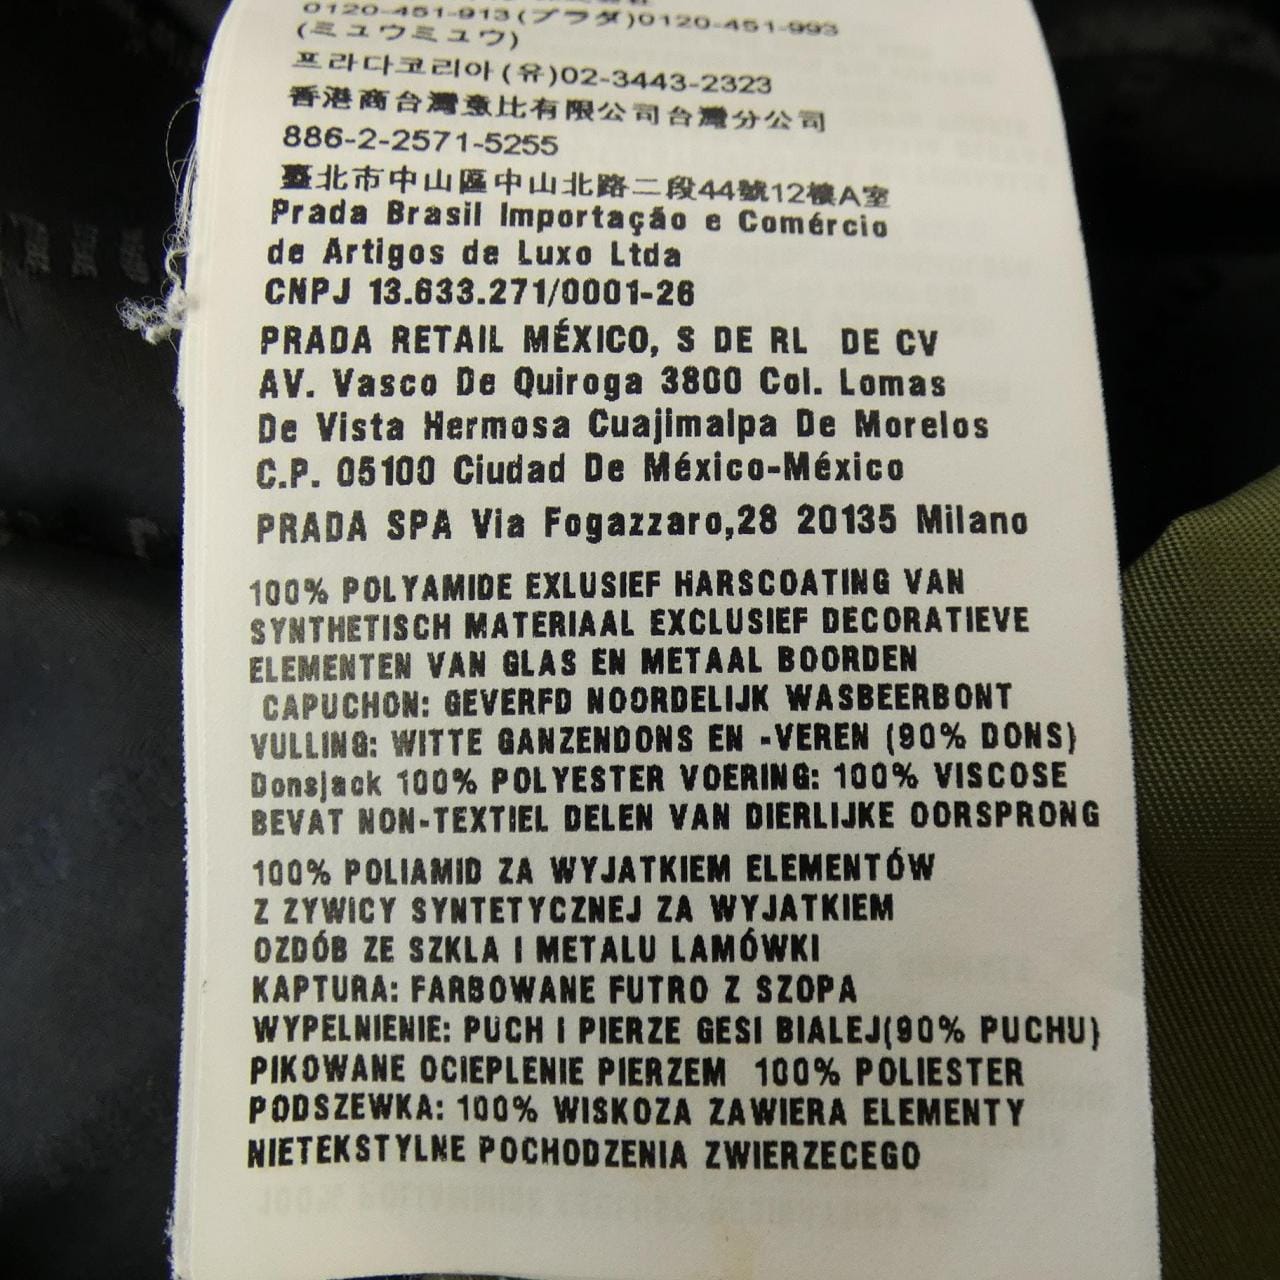 0120-451-913(プラダ)0120-451-993
(ミュウミュウ)
프라다코리아(유)02-3443-2323
香港商台灣意比有限公司台灣分公司
886-2-2571-5255
臺北市中山區中山北路二段44號12樓A室
Prada Brasil Importação e Comércio
de Artigos de Luxo Ltda
CNPJ 13.633.271/0001-26
PRADA RETAIL MÉXICO, S DE RL DE CV
AV. Vasco De Quiroga 3800 Col. Lomas
De Vista Hermosa Cuajimalpa De Morelos
C.P. 05100 Ciudad De México-México
PRADA SPA Via Fogazzaro,28 20135 Milano
100% POLYAMIDE EXLUSIEF HARSCOATING VAN
SYNTHETISCH MATERIAAL EXCLUSIEF DECORATIEVE
ELEMENTEN VAN GLAS EN METAAL BOORDEN
CAPUCHON: GEVERFD NOORDELIJK WASBEERBONT
VULLING: WITTE GANZENDONS EN -VEREN (90% DONS)
Donsjack 100% POLYESTER VOERING: 100% VISCOSE
BEVAT NON-TEXTIEL DELEN VAN DIERLIJKE OORSPRONG
100% POLIAMID ZA WYJATKIEM ELEMENTÓW
Z ZYWICY SYNTETYCZNEJ ZA WYJATKIEM
OZDÓB ZE SZKLA I METALU LAMÓWKI
KAPTURA: FARBOWANE FUTRO Z SZOPA
WYPELNIENIE: PUCH I PIERZE GESI BIALEJ(90% PUCHU)
PIKOWANE OCIEPLENIE PIERZEM 100% POLIESTER
PODSZEWKA: 100% WISKOZA ZAWIERA ELEMENTY
NIETEKSTYLNE POCHODZENIA ZWIERZECEGO